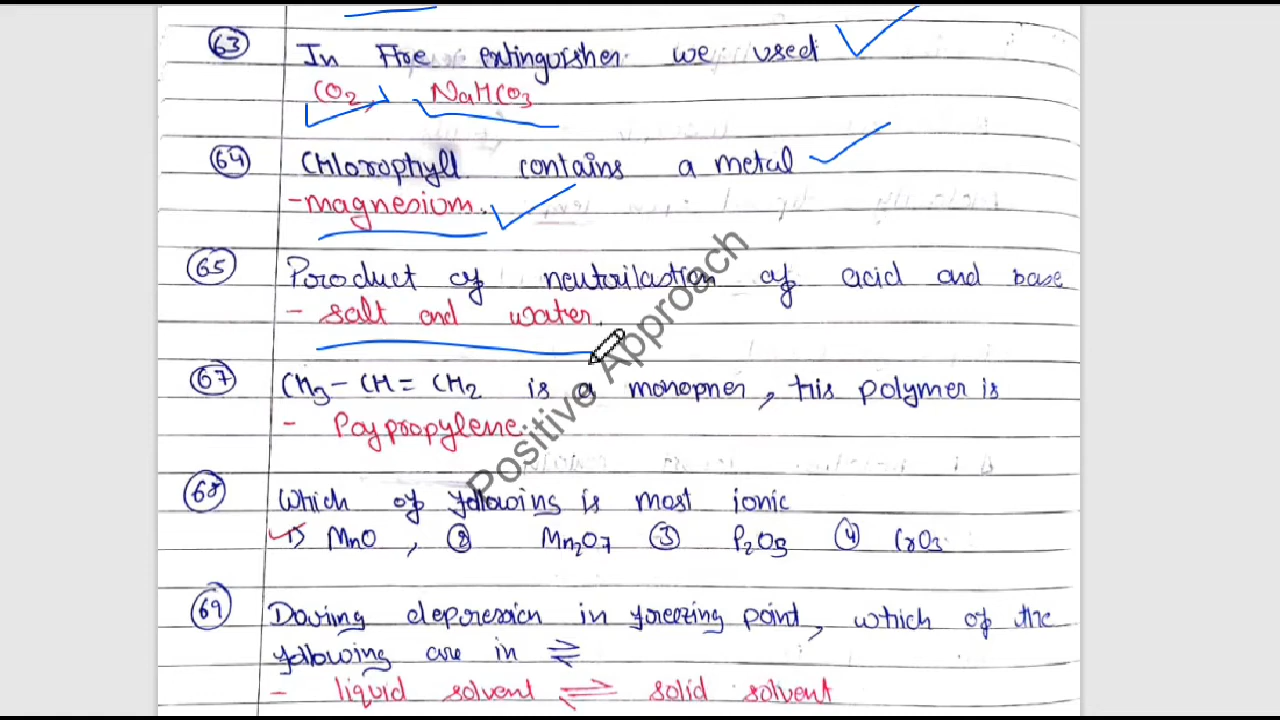 63 In Fire extinguisher we used
CO2, NaHCO3
64 Chlorophyll contains a metal
- magnesium.
65 Product of neutrilastion of acid and base
- salt and water.
67 CH3 - CH = CH2 is a monopner, this polymer is
- Poypropylene
68 Which of following is most ionic
1) MnO , 2 Mn2O7 3 P2O5 4 CrO3
69 During depression in freezing point, which of the
following are in ⇌
- liquid solvent ⇌ solid solvent
Positive Approach